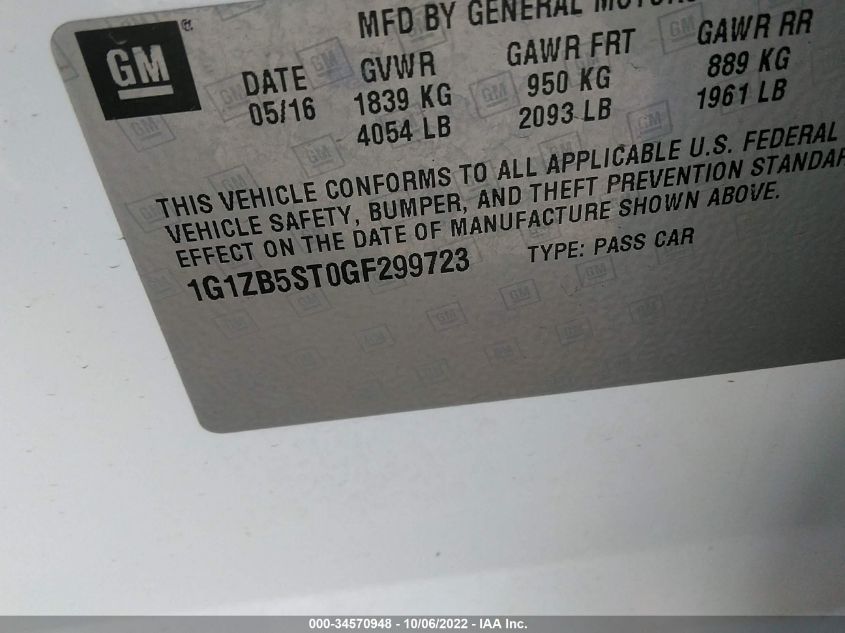 MFD BY GENERAL MOTORS
GM
DATE GVWR GAWR FRT GAWR RR
05/16 1839 KG 950 KG 889 KG
4054 LB 2093 LB 1961 LB
THIS VEHICLE CONFORMS TO ALL APPLICABLE U.S. FEDERAL
VEHICLE SAFETY, BUMPER, AND THEFT PREVENTION STANDAR
EFFECT ON THE DATE OF MANUFACTURE SHOWN ABOVE.
1G1ZB5ST0GF299723 TYPE: PASS CAR
000-34570948 - 10/06/2022 - IAA Inc.